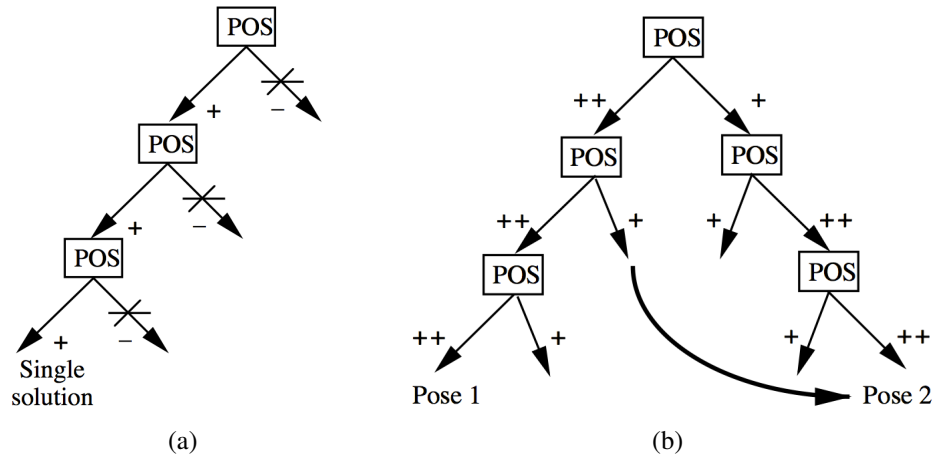 POS
+
−
POS
+
−
POS
+
−
Single
solution
(a)
POS
++
+
POS
POS
++
+
+
++
POS
POS
++
+
+
++
Pose 1
Pose 2
(b)